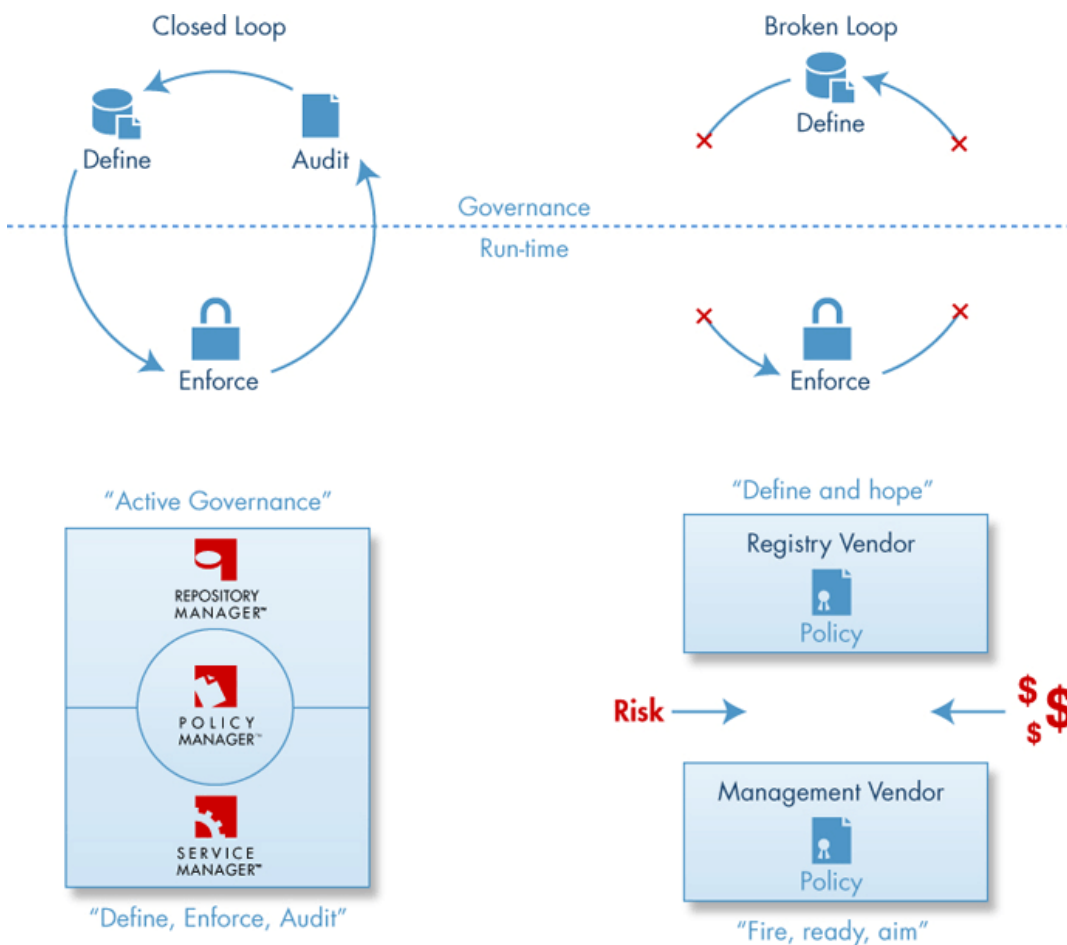 Closed Loop
Broken Loop
Define
Audit
Define
Governance
Run-time
Enforce
Enforce
“Active Governance”
REPOSITORY
MANAGER™
POLICY
MANAGER™
SERVICE
MANAGER™
“Define, Enforce, Audit”
“Define and hope”
Registry Vendor
Policy
Risk
$ $ $
Management Vendor
Policy
“Fire, ready, aim”